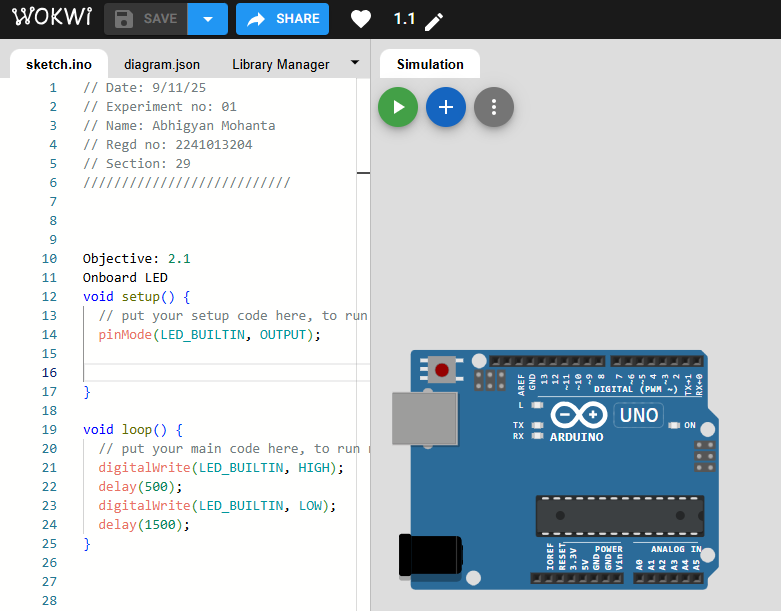 WOKWi SAVE SHARE 1.1
sketch.ino diagram.json Library Manager Simulation
1 // Date: 9/11/25
2 // Experiment no: 01
3 // Name: Abhigyan Mohanta
4 // Regd no: 2241013204
5 // Section: 29
6 ///////////////////////////
7
8
9
10 Objective: 2.1
11 Onboard LED
12 void setup() {
13 // put your setup code here, to run
14 pinMode(LED_BUILTIN, OUTPUT);
15
16
17 }
18
19 void loop() {
20 // put your main code here, to run r
21 digitalWrite(LED_BUILTIN, HIGH);
22 delay(500);
23 digitalWrite(LED_BUILTIN, LOW);
24 delay(1500);
25 }
26
27
28
AREF GND 13 12 ~11 ~10 ~9 8 7 ~6 ~5 4 ~3 2 TX→1 RX←0
DIGITAL (PWM ~)
L
TX
RX
ARDUINO
UNO
ON
IOREF RESET 3.3V 5V GND GND Vin A0 A1 A2 A3 A4 A5
POWER ANALOG IN